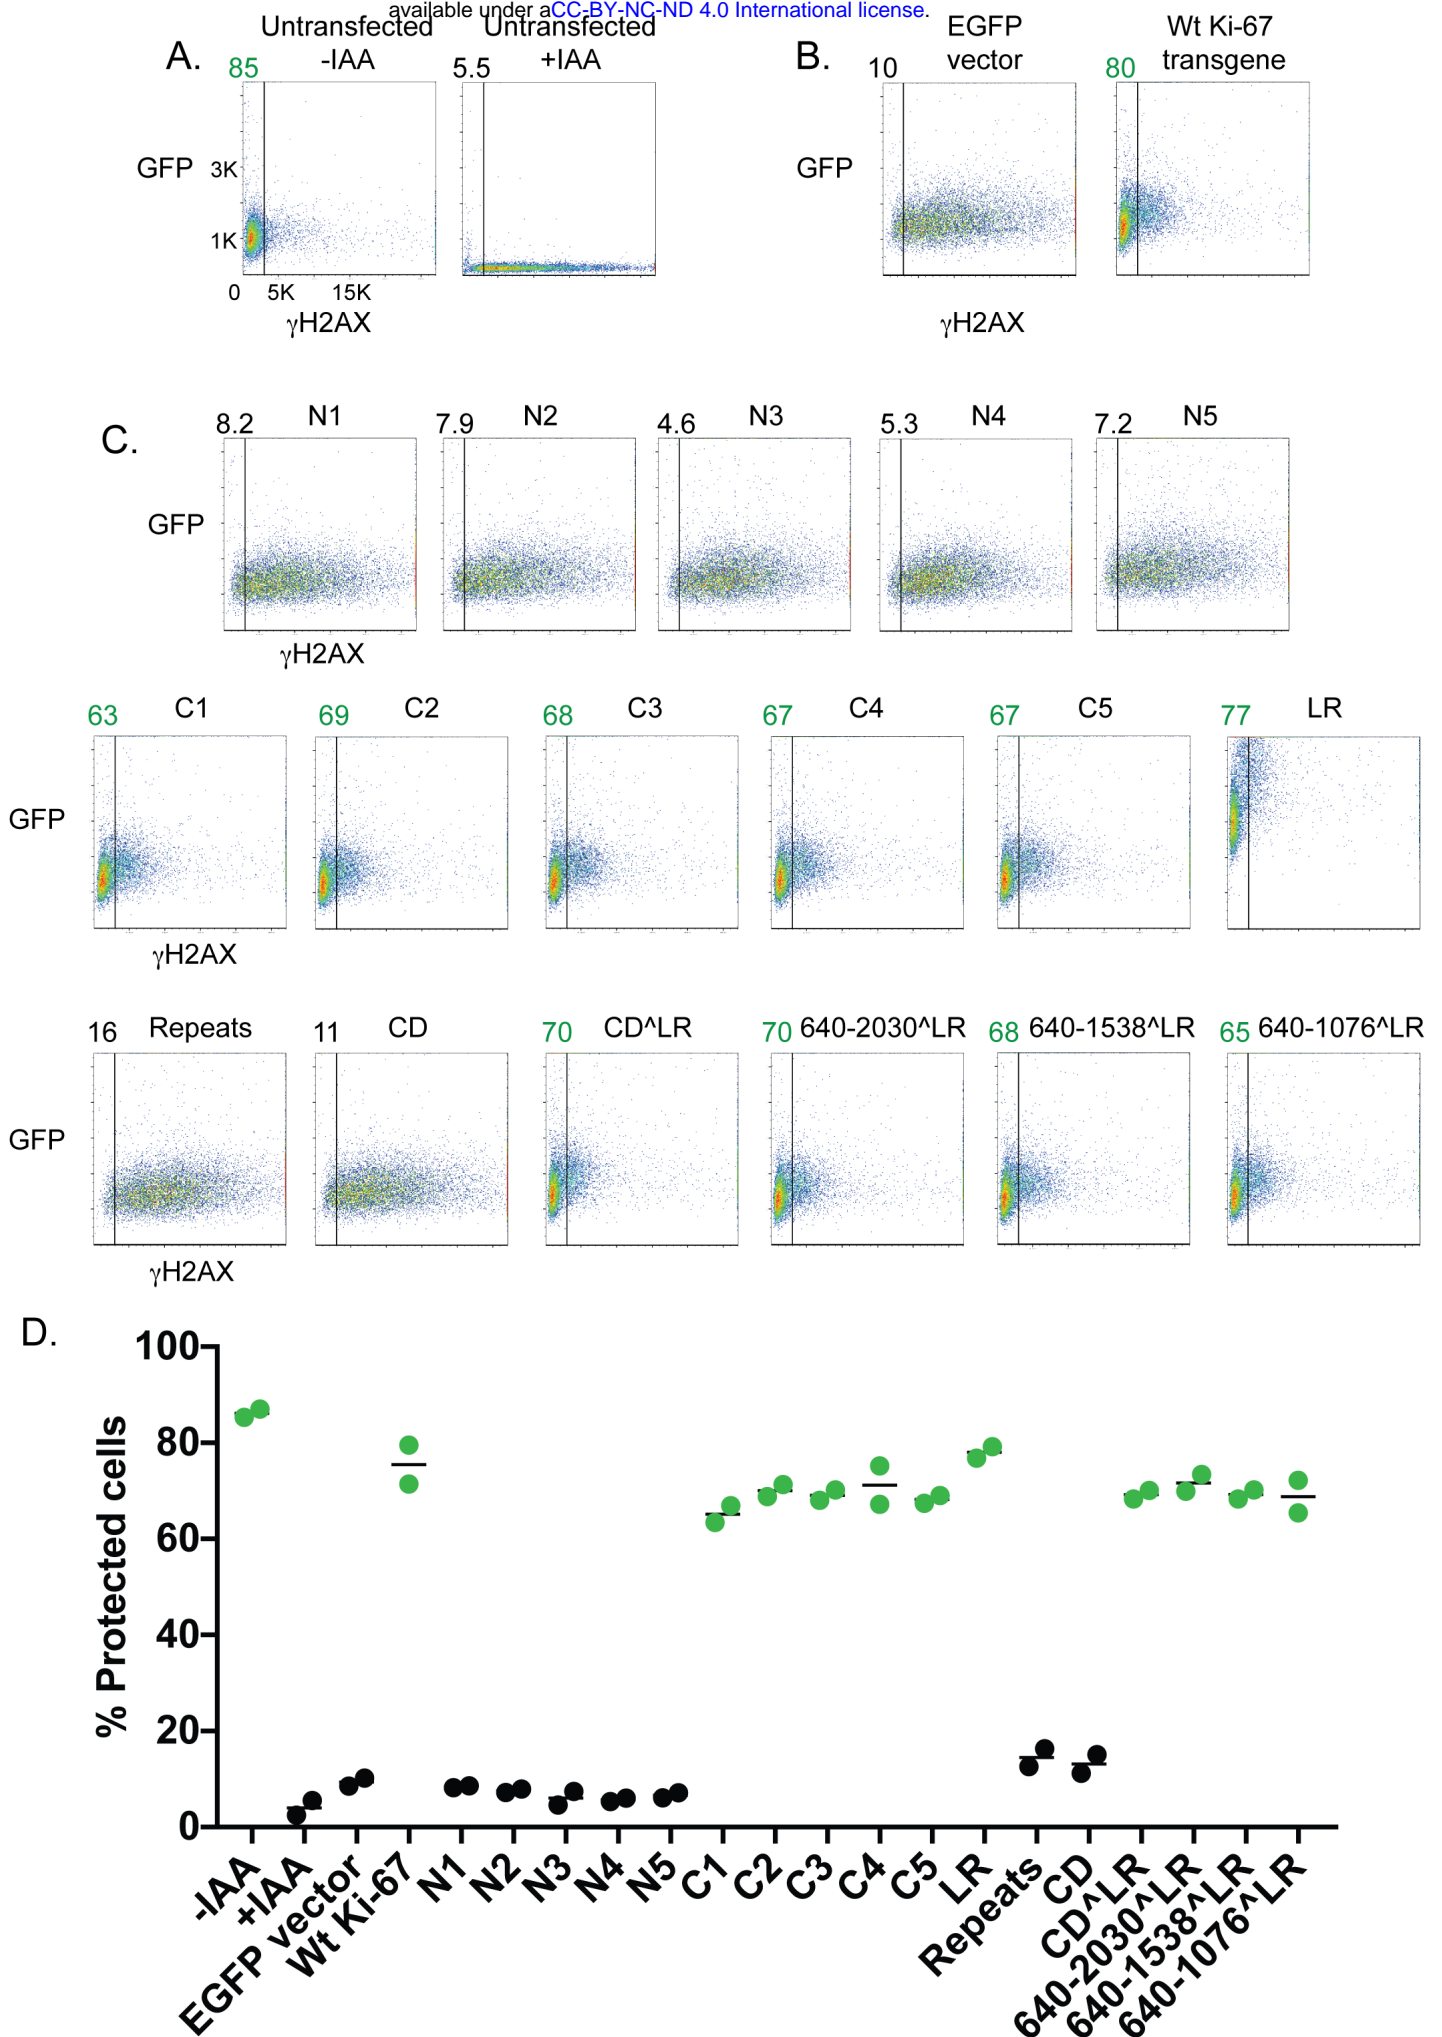 available under aCC-BY-NC-ND 4.0 International license.
A.
85
Untransfected
-IAA
5.5
Untransfected
+IAA
GFP
3K
1K
0 5K 15K
γH2AX
B.
10
EGFP
vector
80
Wt Ki-67
transgene
GFP
γH2AX
C.
8.2 N1
7.9 N2
4.6 N3
5.3 N4
7.2 N5
GFP
γH2AX
63 C1
69 C2
68 C3
67 C4
67 C5
77 LR
GFP
γH2AX
16 Repeats
11 CD
70 CD^LR
70 640-2030^LR
68 640-1538^LR
65 640-1076^LR
GFP
γH2AX
D.
% Protected cells
100
80
60
40
20
0
-IAA
+IAA
EGFP vector
Wt Ki-67
N1
N2
N3
N4
N5
C1
C2
C3
C4
C5
LR
Repeats
CD
CD^LR
640-2030^LR
640-1538^LR
640-1076^LR